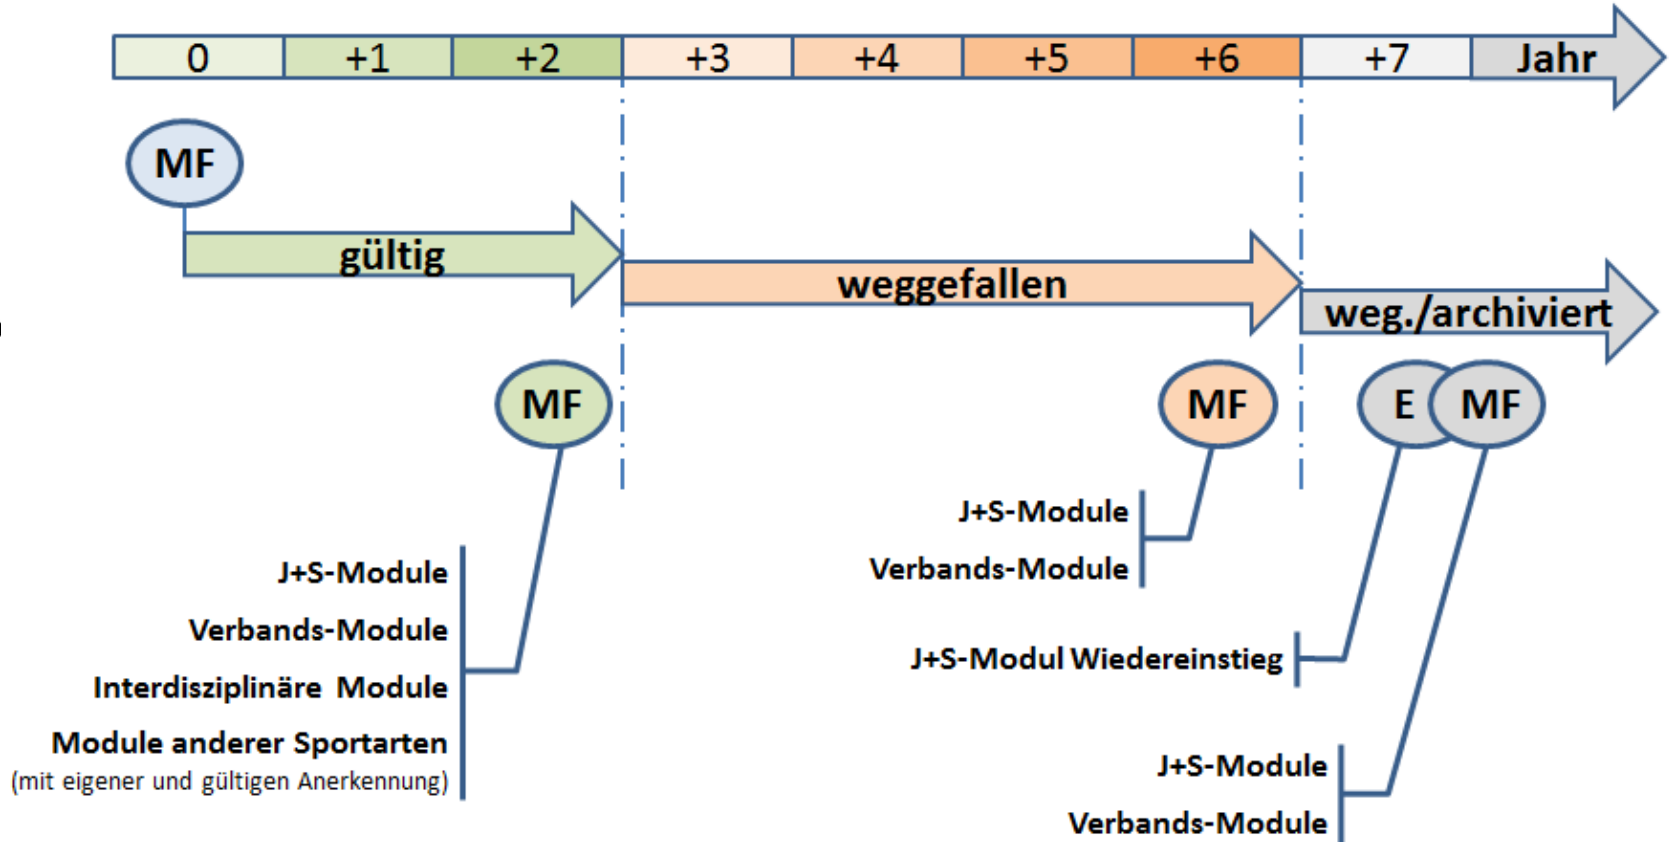 0 +1 +2 +3 +4 +5 +6 +7 Jahr
MF
gültig
weggefallen
weg./archiviert
MF
MF
E MF
J+S-Module
Verbands-Module
Interdisziplinäre Module
Module anderer Sportarten
(mit eigener und gültigen Anerkennung)
J+S-Module
Verbands-Module
J+S-Modul Wiedereinstieg
J+S-Module
Verbands-Module